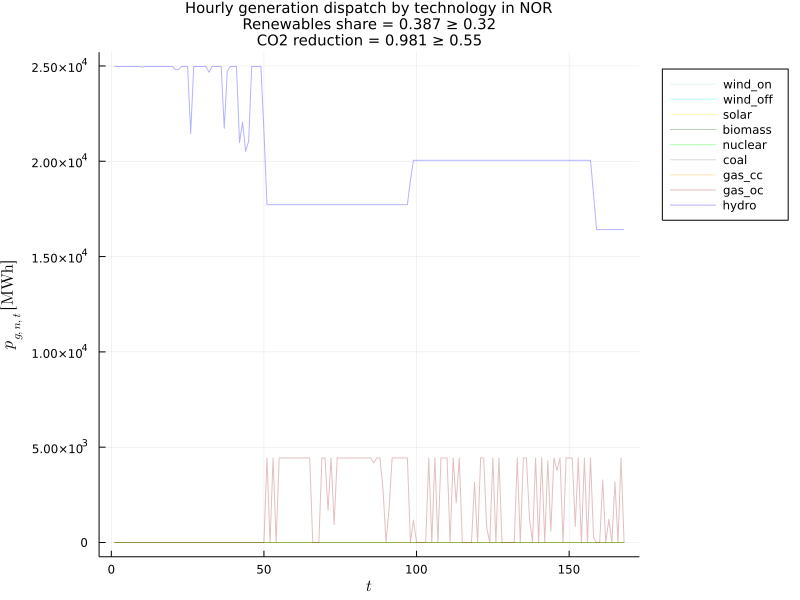 Hourly generation dispatch by technology in NOR
Renewables share = 0.387 ≥ 0.32
CO2 reduction = 0.981 ≥ 0.55
2.50×10⁴
2.00×10⁴
1.50×10⁴
1.00×10⁴
5.00×10³
0
p_{g,n,t} [MWh]
0 50 100 150
t
wind_on
wind_off
solar
biomass
nuclear
coal
gas_cc
gas_oc
hydro